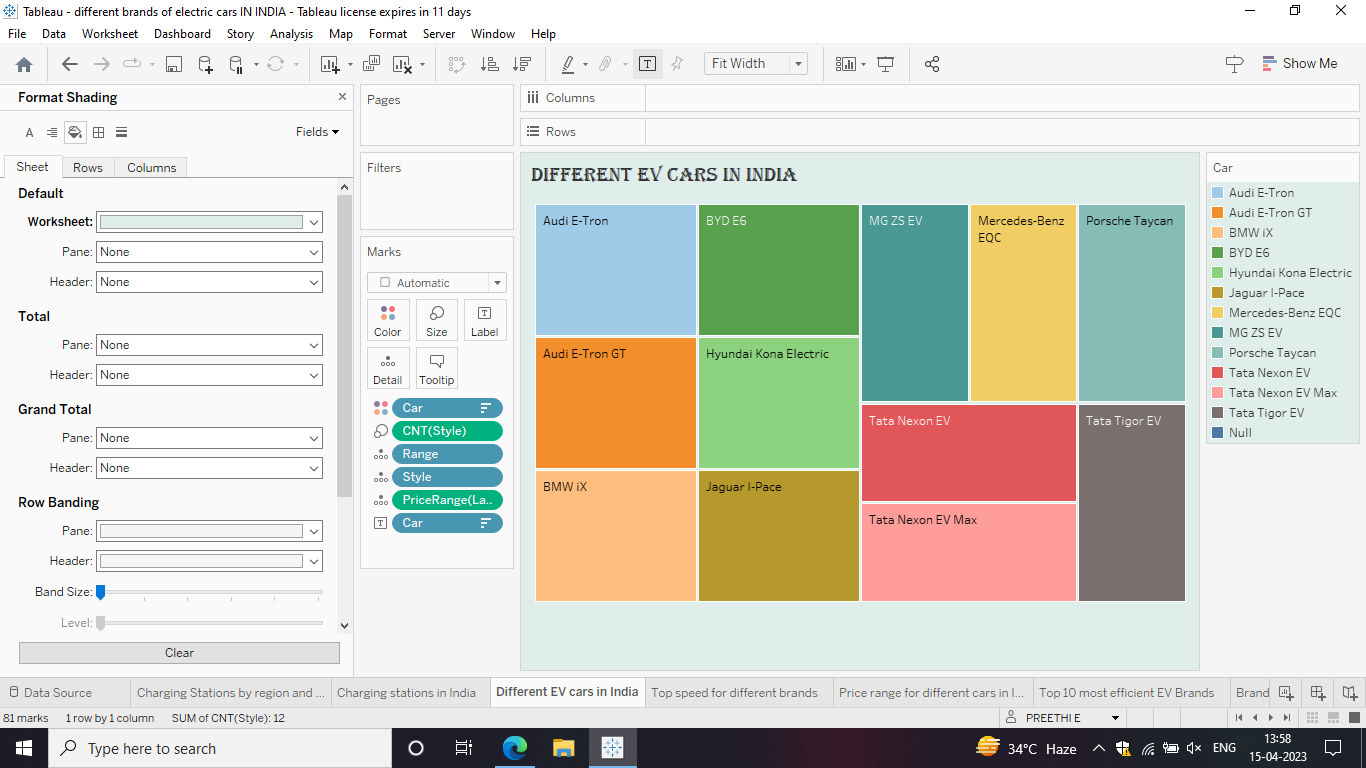 Tableau - different brands of electric cars IN INDIA - Tableau license expires in 11 days
File Data Worksheet Dashboard Story Analysis Map Format Server Window Help
Fit Width
Show Me
Format Shading
Fields
Sheet Rows Columns
Default
Worksheet:
Pane: None
Header: None
Total
Pane: None
Header: None
Grand Total
Pane: None
Header: None
Row Banding
Pane:
Header:
Band Size:
Level:
Clear
Pages
Filters
Marks
Automatic
Color Size Label
Detail Tooltip
Car
CNT(Style)
Range
Style
PriceRange(La..
Car
Columns
Rows
DIFFERENT EV CARS IN INDIA
Audi E-Tron
BYD E6
MG ZS EV
Mercedes-Benz
EQC
Porsche Taycan
Audi E-Tron GT
Hyundai Kona Electric
Tata Nexon EV
Tata Tigor EV
BMW iX
Jaguar I-Pace
Tata Nexon EV Max
Car
Audi E-Tron
Audi E-Tron GT
BMW iX
BYD E6
Hyundai Kona Electric
Jaguar I-Pace
Mercedes-Benz EQC
MG ZS EV
Porsche Taycan
Tata Nexon EV
Tata Nexon EV Max
Tata Tigor EV
Null
Data Source Charging Stations by region and ... Charging stations in India Different EV cars in India Top speed for different brands Price range for different cars in I... Top 10 most efficient EV Brands Brand
81 marks 1 row by 1 column SUM of CNT(Style): 12 PREETHI E
Type here to search
34°C Haze
ENG
13:58
15-04-2023